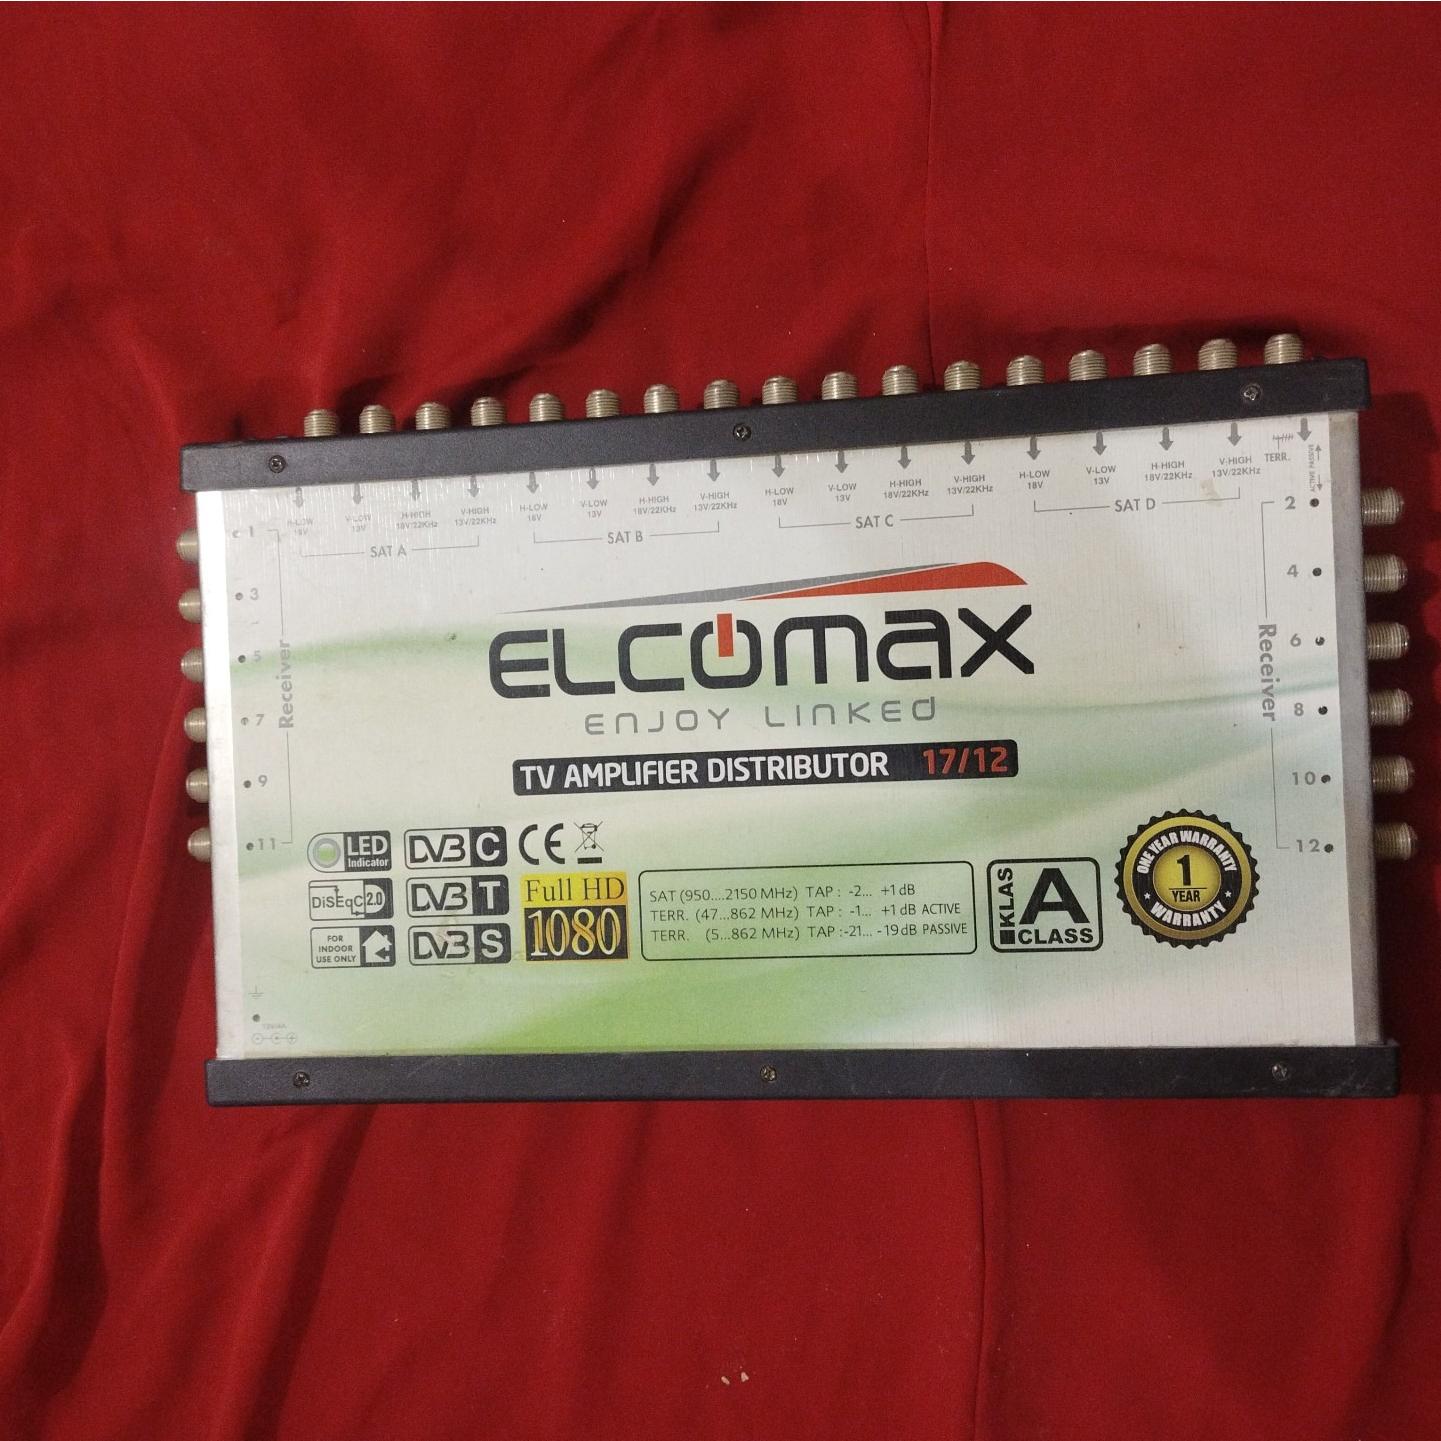 H-LOW V-LOW H-HIGH V-HIGH H-LOW V-LOW H-HIGH V-HIGH H-LOW V-LOW H-HIGH V-HIGH H-LOW V-LOW H-HIGH V-HIGH TERR.
18V 13V 18V/22KHz 13V/22KHz 18V 13V 18V/22KHz 13V/22KHz 18V 13V 18V/22KHz 13V/22KHz 18V 13V 18V/22KHz 13V/22KHz
ACTIVE PASSIVE
SAT A SAT B SAT C SAT D
1
3
5
7
9
11
Receiver
2
4
6
8
10
12
Receiver
ELCOMAX
ENJOY LINKED
TV AMPLIFIER DISTRIBUTOR 17/12
LED
Indicator
DVB C
CE
DiSEqC 2.0
DVB T
Full HD
1080
FOR
INDOOR
USE ONLY
DVB S
SAT (950....2150 MHz) TAP : -2... +1 dB
TERR. (47...862 MHz) TAP : -1... +1 dB ACTIVE
TERR. (5...862 MHz) TAP :-21... -19 dB PASSIVE
KLAS
A
CLASS
ONE YEAR WARRANTY
1
YEAR
WARRANTY